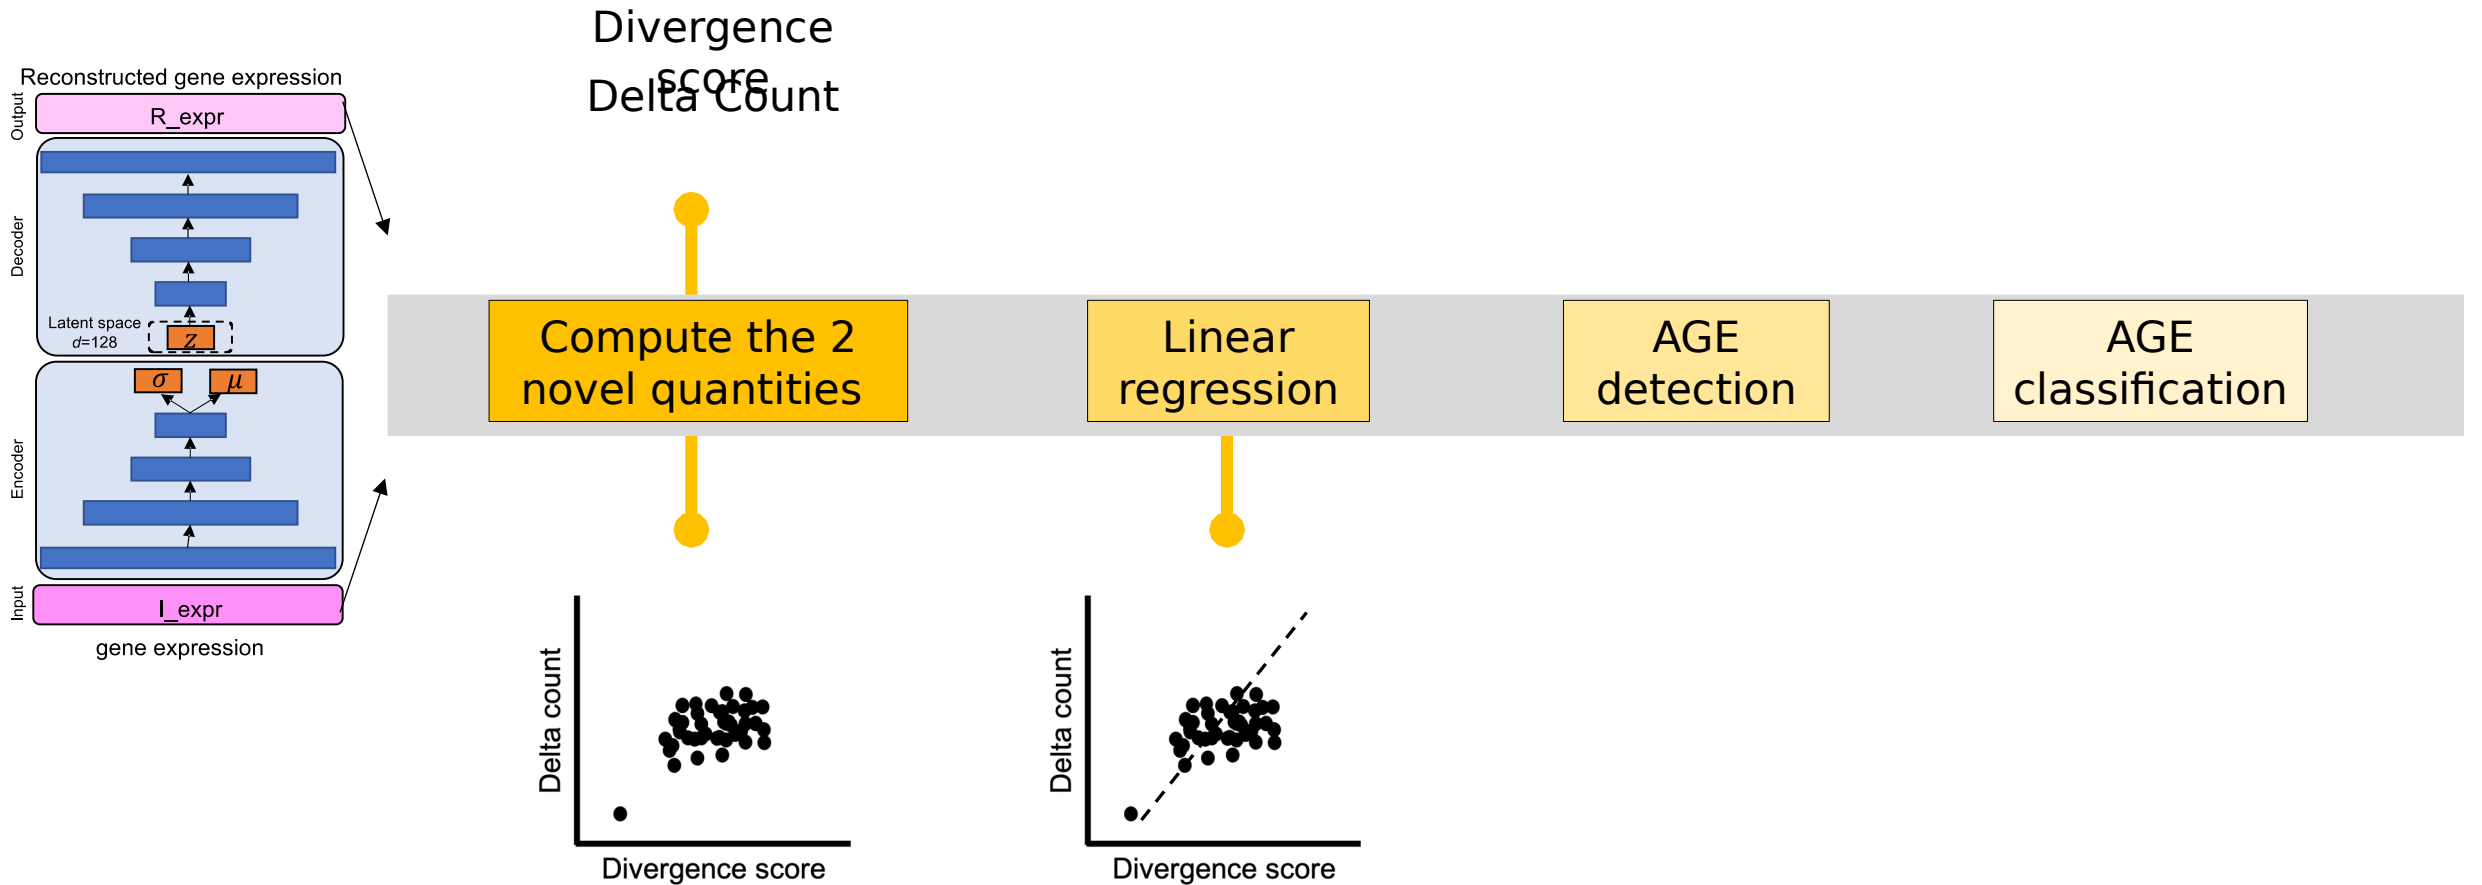 Divergence
score
Delta Count
Reconstructed gene expression
Output
R_expr
Decoder
Latent space
d=128
z
σ
μ
Encoder
Input
I_expr
gene expression
Compute the 2
novel quantities
Linear
regression
AGE
detection
AGE
classification
Delta count
Divergence score
Delta count
Divergence score